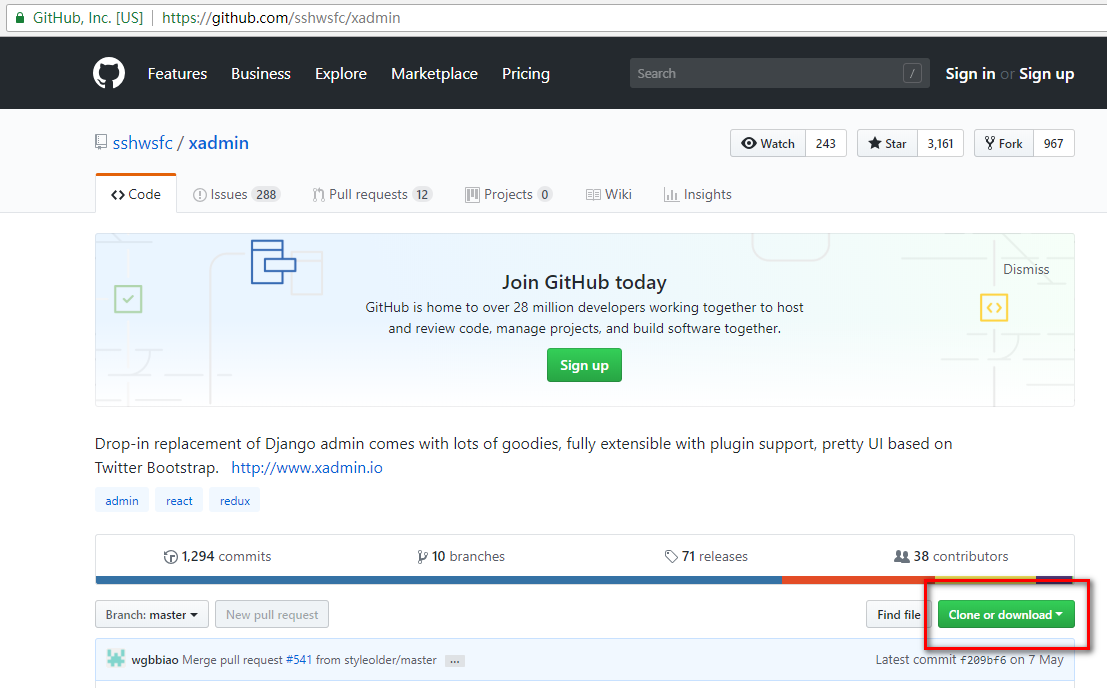 GitHub, Inc. [US] | https://github.com/sshwsfc/xadmin
Features Business Explore Marketplace Pricing Search / Sign in or Sign up
sshwsfc / xadmin Watch 243 Star 3,161 Fork 967
<> Code Issues 288 Pull requests 12 Projects 0 Wiki Insights
Dismiss
Join GitHub today
GitHub is home to over 28 million developers working together to host
and review code, manage projects, and build software together.
Sign up
Drop-in replacement of Django admin comes with lots of goodies, fully extensible with plugin support, pretty UI based on
Twitter Bootstrap. http://www.xadmin.io
admin react redux
1,294 commits 10 branches 71 releases 38 contributors
Branch: master New pull request Find file Clone or download
wgbbiao Merge pull request #541 from styleolder/master ... Latest commit f209bf6 on 7 May